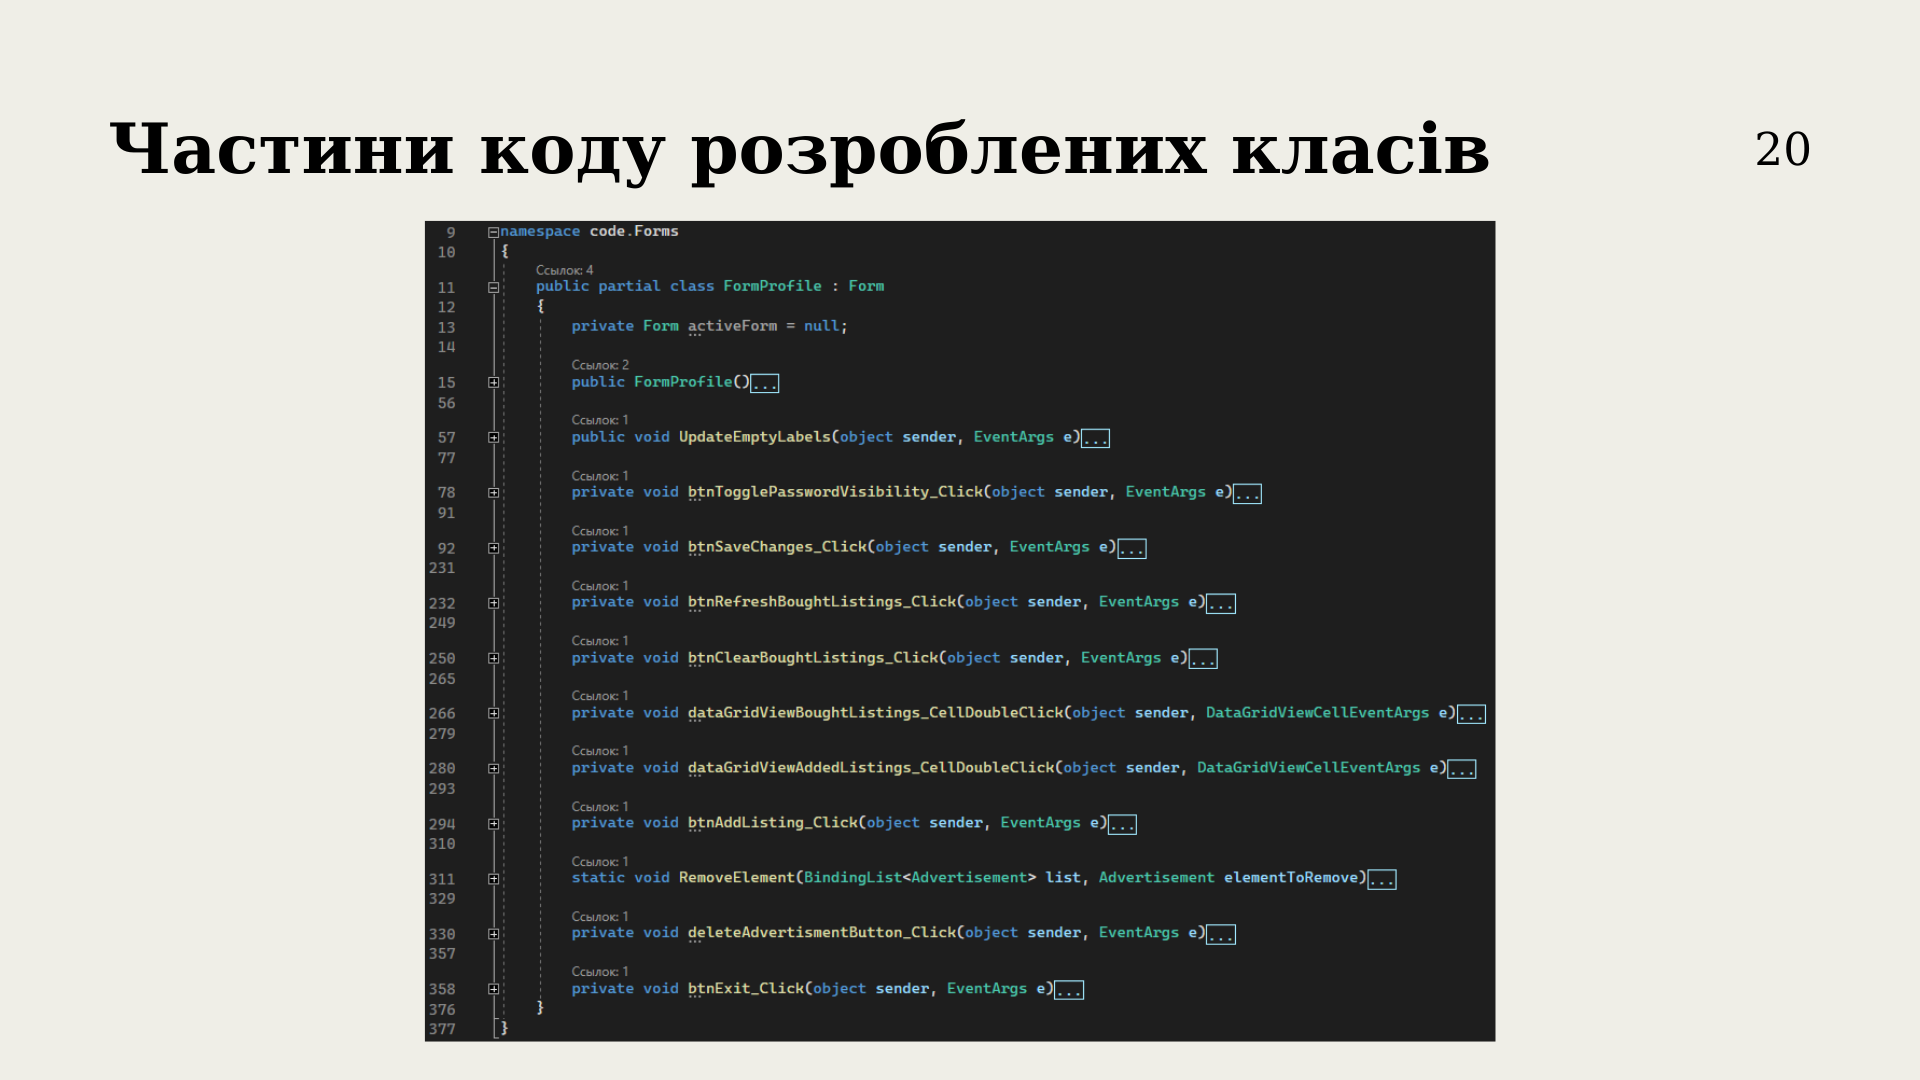 Частини коду розроблених класів
20
9 namespace code.Forms
10 {
Ссылок: 4
11 public partial class FormProfile : Form
12 {
13 private Form activeForm = null;
14
Ссылок: 2
15 public FormProfile()...
56
Ссылок: 1
57 public void UpdateEmptyLabels(object sender, EventArgs e)...
77
Ссылок: 1
78 private void btnTogglePasswordVisibility_Click(object sender, EventArgs e)...
91
Ссылок: 1
92 private void btnSaveChanges_Click(object sender, EventArgs e)...
231
Ссылок: 1
232 private void btnRefreshBoughtListings_Click(object sender, EventArgs e)...
249
Ссылок: 1
250 private void btnClearBoughtListings_Click(object sender, EventArgs e)...
265
Ссылок: 1
266 private void dataGridViewBoughtListings_CellDoubleClick(object sender, DataGridViewCellEventArgs e)...
279
Ссылок: 1
280 private void dataGridViewAddedListings_CellDoubleClick(object sender, DataGridViewCellEventArgs e)...
293
Ссылок: 1
294 private void btnAddListing_Click(object sender, EventArgs e)...
310
Ссылок: 1
311 static void RemoveElement(BindingList<Advertisement> list, Advertisement elementToRemove)...
329
Ссылок: 1
330 private void deleteAdvertismentButton_Click(object sender, EventArgs e)...
357
Ссылок: 1
358 private void btnExit_Click(object sender, EventArgs e)...
376 }
377 }